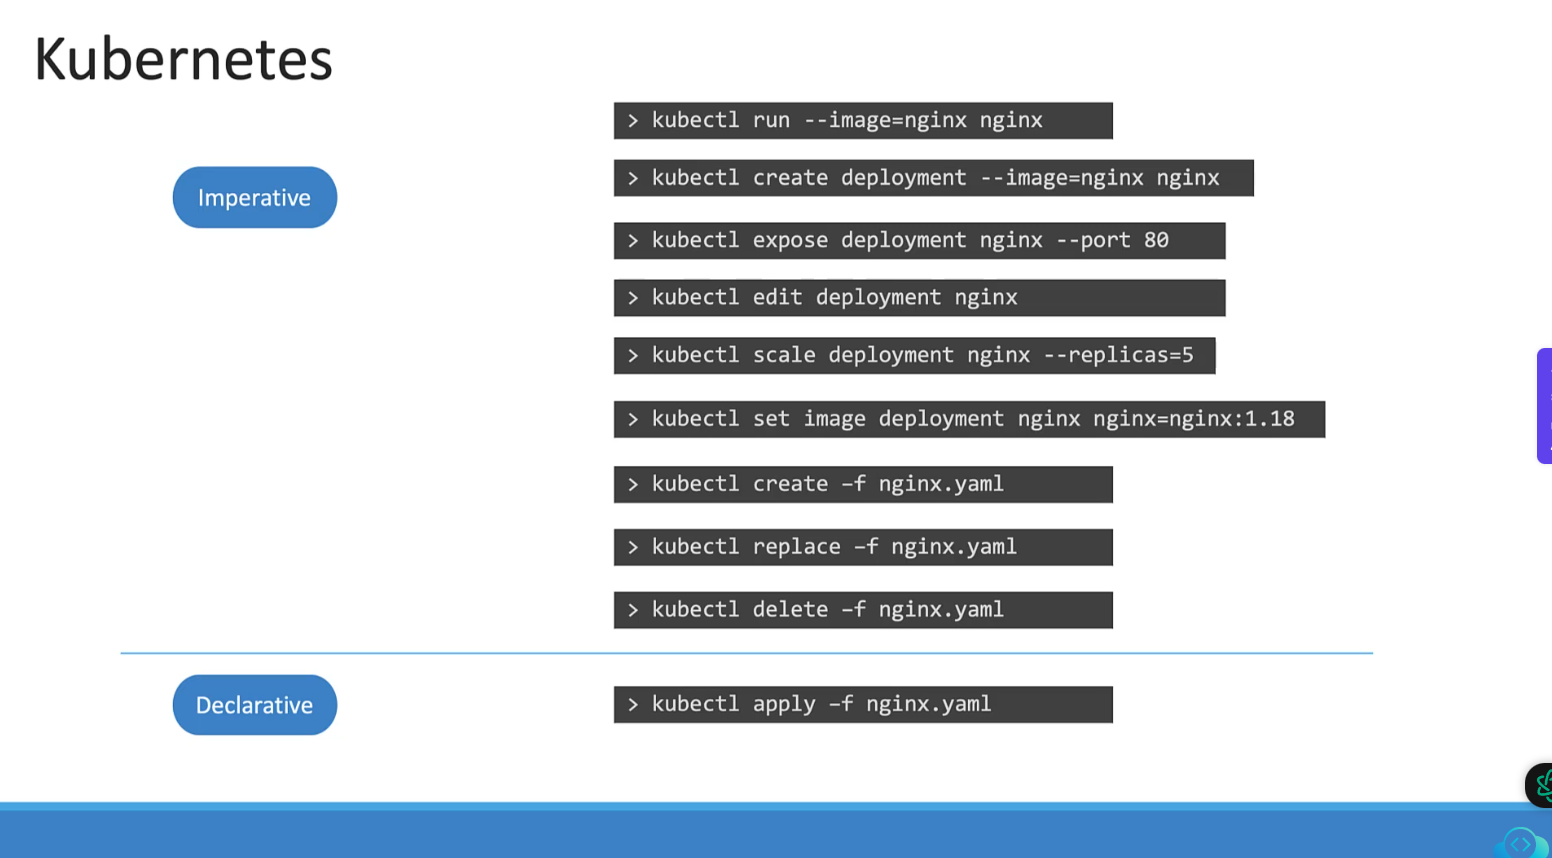 Kubernetes
> kubectl run --image=nginx nginx
Imperative
> kubectl create deployment --image=nginx nginx
> kubectl expose deployment nginx --port 80
> kubectl edit deployment nginx
> kubectl scale deployment nginx --replicas=5
> kubectl set image deployment nginx nginx=nginx:1.18
> kubectl create –f nginx.yaml
> kubectl replace –f nginx.yaml
> kubectl delete –f nginx.yaml
Declarative
> kubectl apply –f nginx.yaml